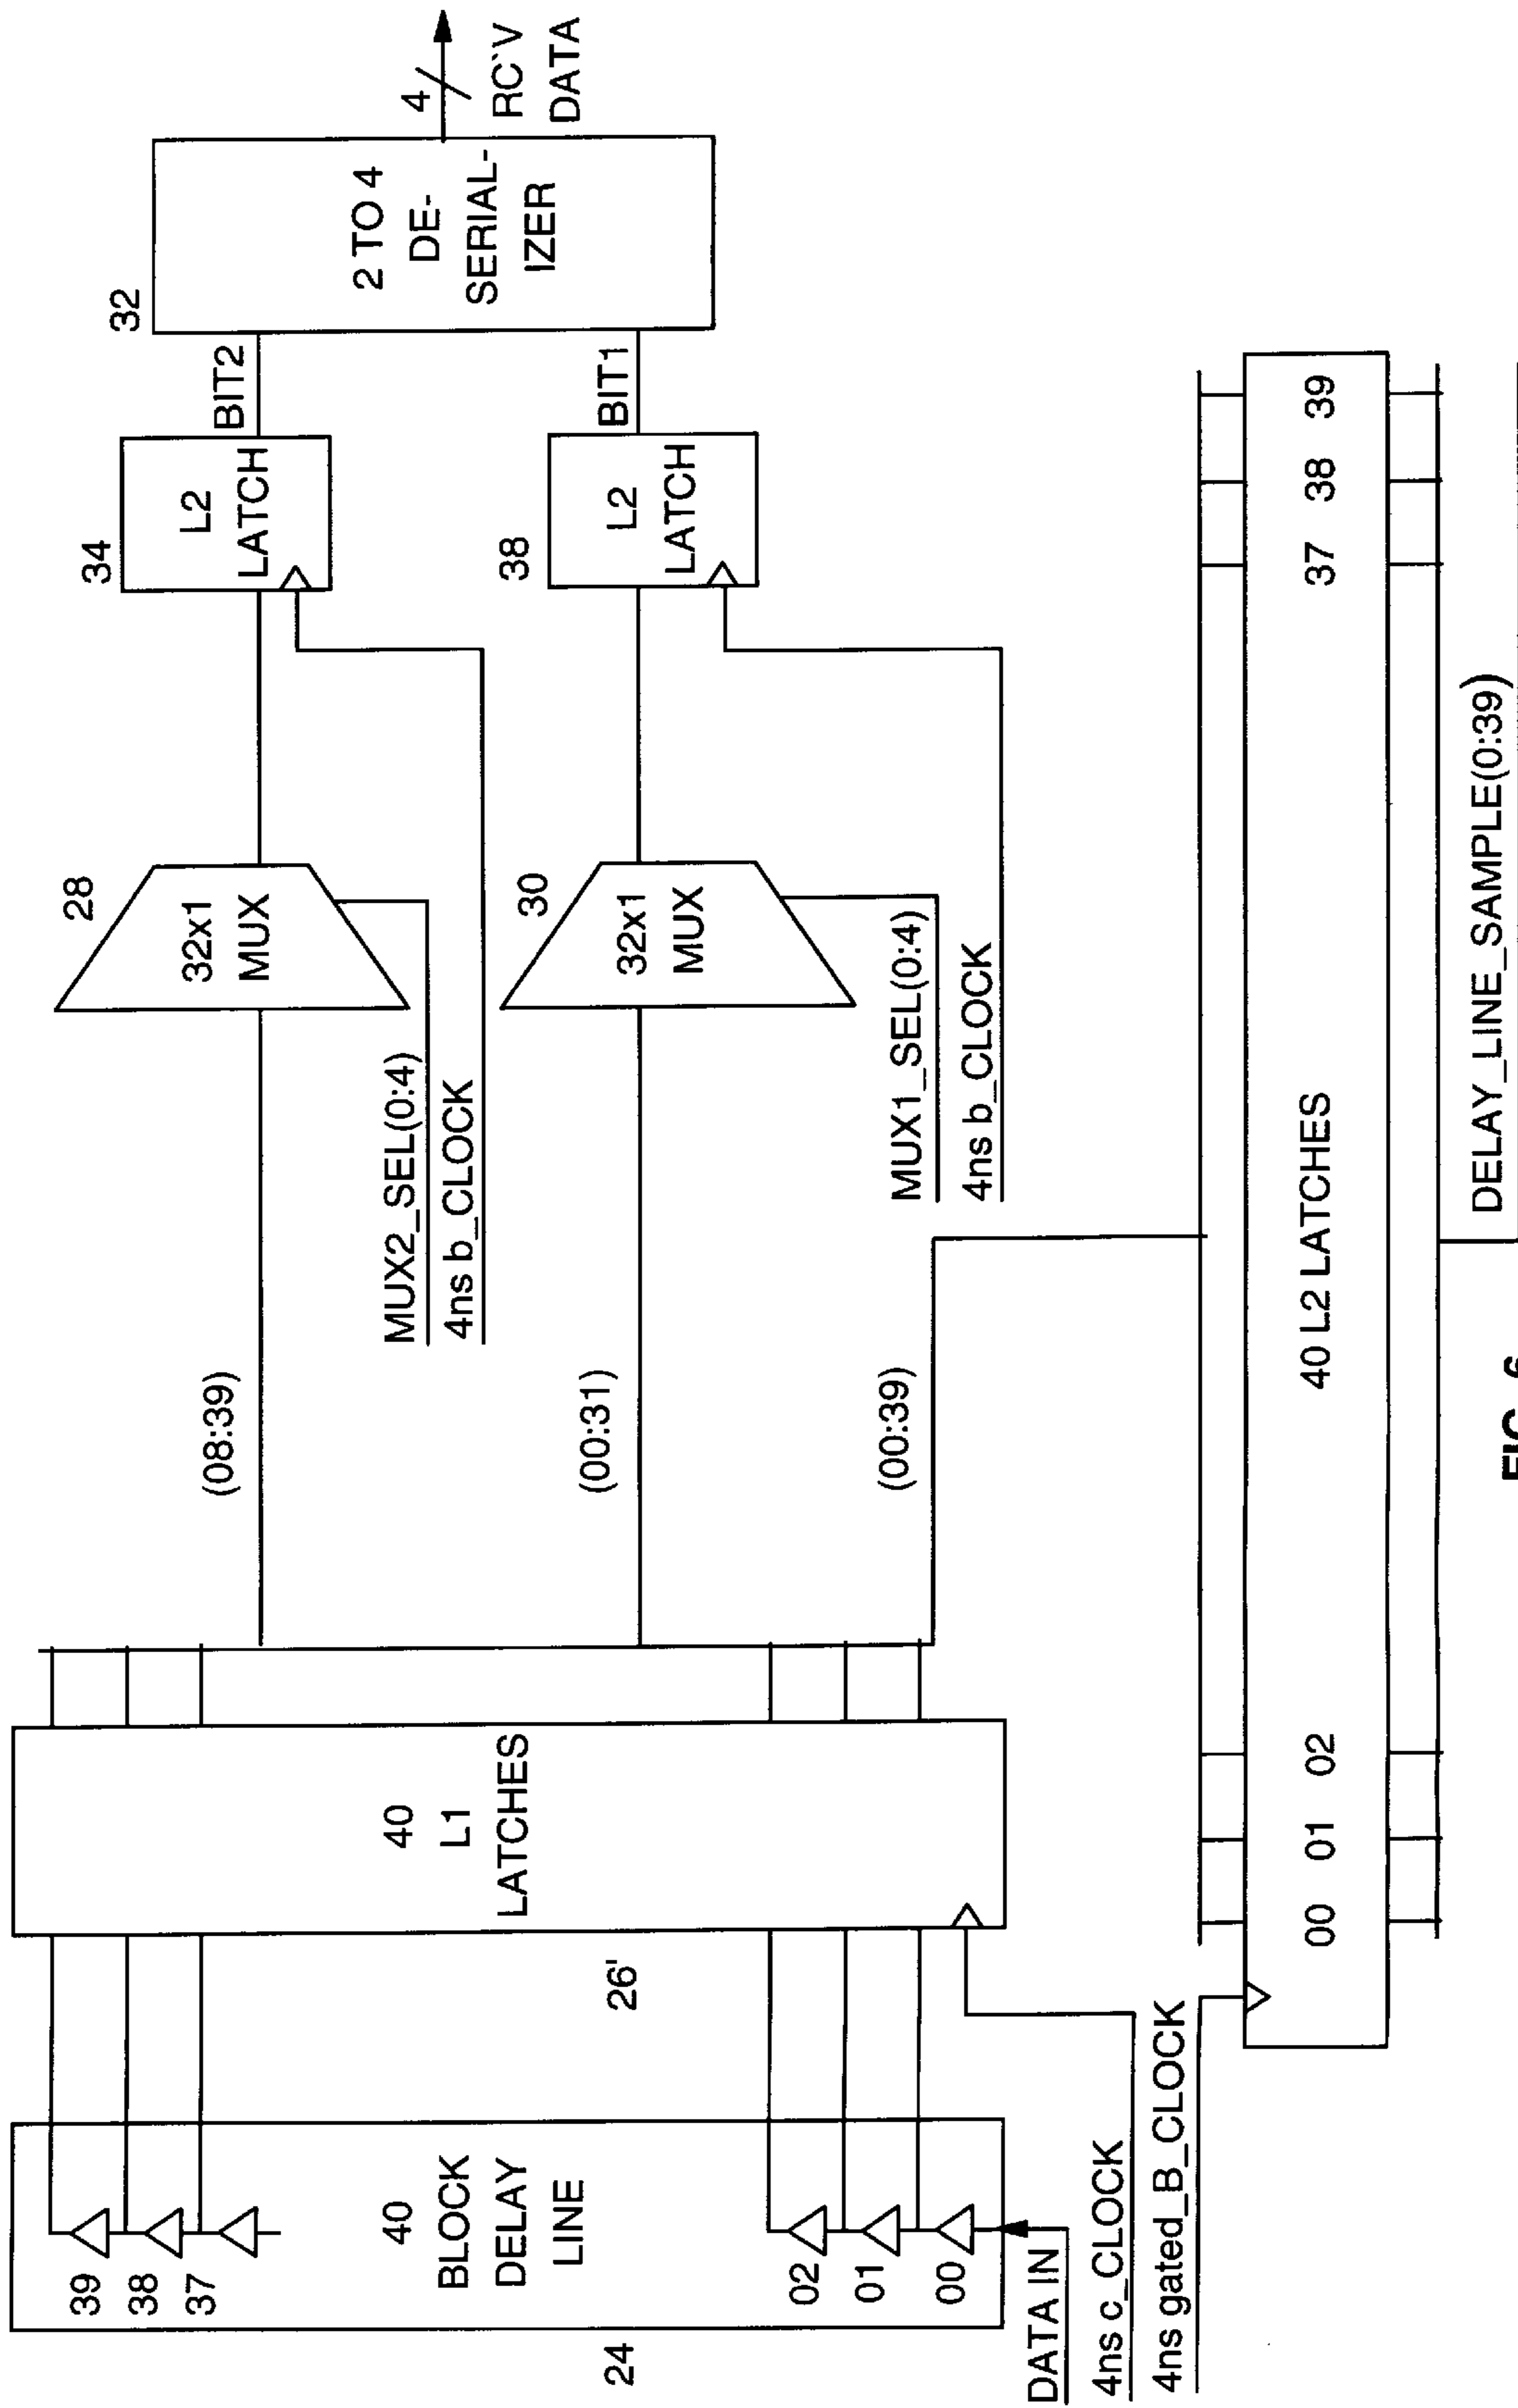 39
38
37
40
BLOCK
DELAY
LINE
02
01
00
24
DATA IN
4ns c_CLOCK
4ns gated_B_CLOCK
26'
40
L1
LATCHES
(08:39)
(00:31)
(00:39)
MUX2_SEL(0:4)
4ns b_CLOCK
28
32x1
MUX
30
32x1
MUX
MUX1_SEL(0:4)
4ns b_CLOCK
34
L2
LATCH
BIT2
38
L2
LATCH
BIT1
32
2 TO 4
DE-
SERIAL-
IZER
4
RC`V
DATA
00 01 02 40 L2 LATCHES 37 38 39
DELAY_LINE_SAMPLE(0:39)
FIG. 6